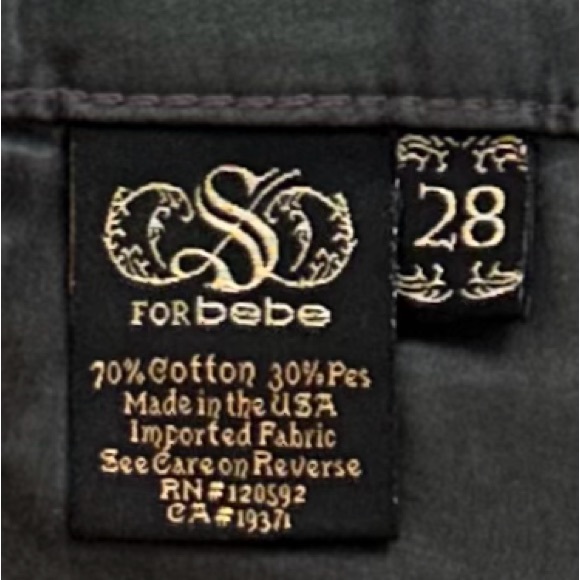 S
FOR bebe
28
70% Cotton 30% Pes
Made in the USA
Imported Fabric
See Care on Reverse
RN#120592
CA#19371